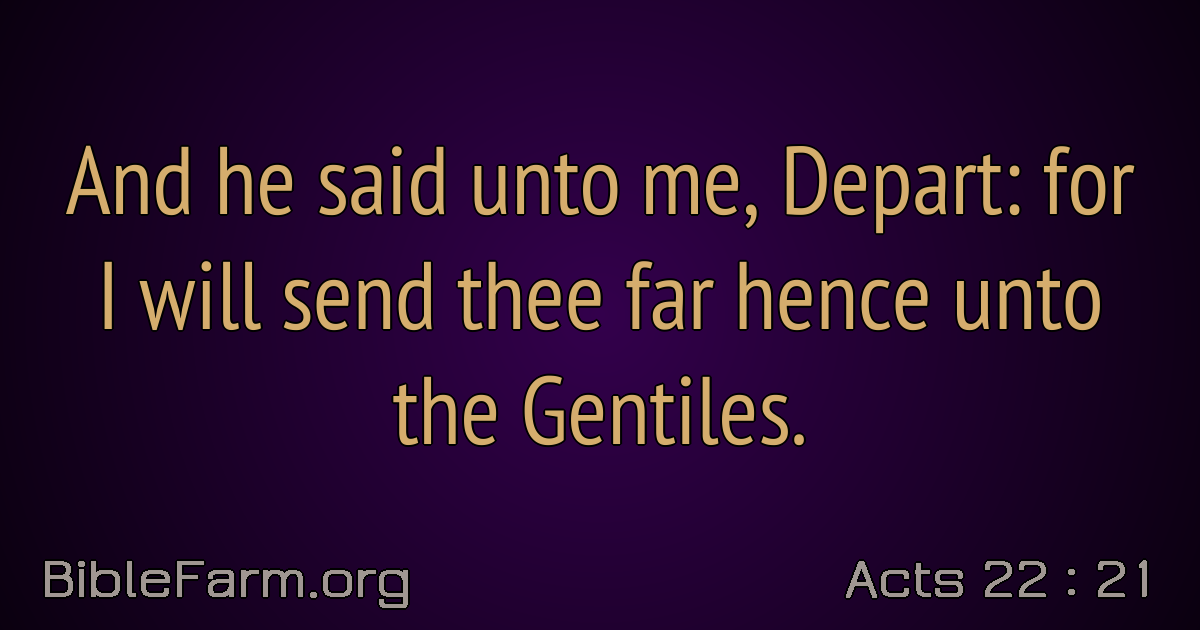 And he said unto me, Depart: for
I will send thee far hence unto
the Gentiles.
BibleFarm.org
Acts 22 : 21